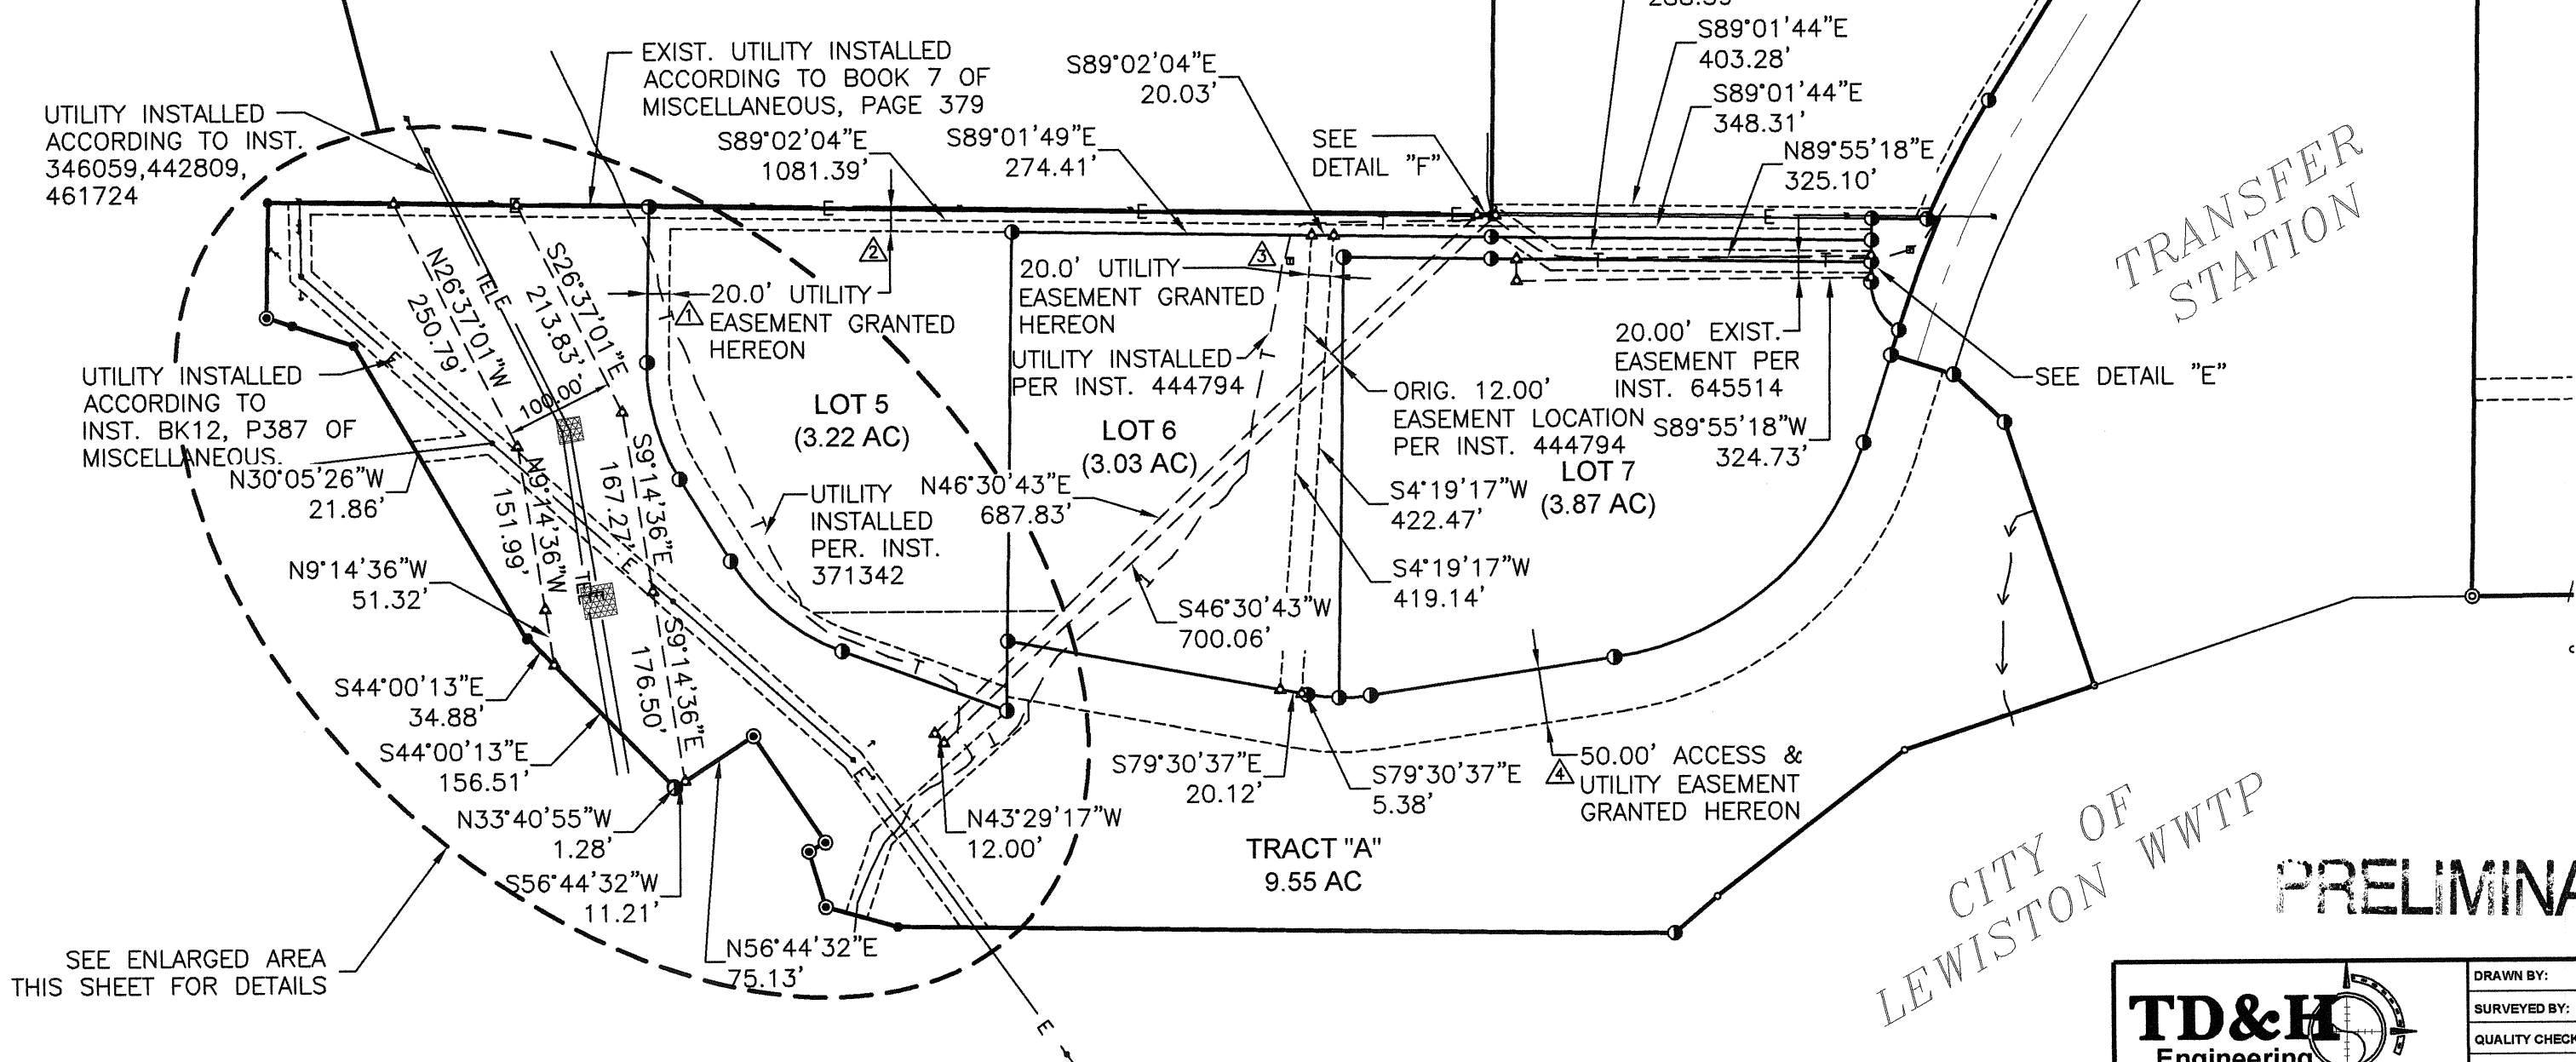 EXIST. UTILITY INSTALLED
ACCORDING TO BOOK 7 OF
MISCELLANEOUS, PAGE 379
UTILITY INSTALLED
ACCORDING TO INST.
346059,442809,
461724
S89°02'04"E
1081.39'
S89°01'49"E
274.41'
S89°02'04"E
20.03'
SEE
DETAIL "F"
S89°01'44"E
403.28'
S89°01'44"E
348.31'
N89°55'18"E
325.10'
TRANSFER
STATION
N26°37'01"W
250.79'
TELE
S26°37'01"E
213.83'
100.00'
2
3
1
20.0' UTILITY
EASEMENT GRANTED
HEREON
20.0' UTILITY
EASEMENT GRANTED
HEREON
UTILITY INSTALLED
PER INST. 444794
20.00' EXIST.
EASEMENT PER
INST. 645514
SEE DETAIL "E"
ORIG. 12.00'
EASEMENT LOCATION
PER INST. 444794
S89°55'18"W
324.73'
UTILITY INSTALLED
ACCORDING TO
INST. BK12, P387 OF
MISCELLANEOUS.
N30°05'26"W
21.86'
LOT 5
(3.22 AC)
LOT 6
(3.03 AC)
LOT 7
(3.87 AC)
N9°14'36"W
151.99'
S9°14'36"E
167.27'
UTILITY
INSTALLED
PER. INST.
371342
N46°30'43"E
687.83'
S4°19'17"W
422.47'
S4°19'17"W
419.14'
N9°14'36"W
51.32'
S46°30'43"W
700.06'
S9°14'36"E
176.50'
S44°00'13"E
34.88'
S44°00'13"E
156.51'
N33°40'55"W
1.28'
S56°44'32"W
11.21'
N56°44'32"E
75.13'
N43°29'17"W
12.00'
S79°30'37"E
20.12'
S79°30'37"E
5.38'
4
50.00' ACCESS &
UTILITY EASEMENT
GRANTED HEREON
TRACT "A"
9.55 AC
CITY OF
LEWISTON WWTP
SEE ENLARGED AREA
THIS SHEET FOR DETAILS
PRELIMINA
TD&H
Engineering
DRAWN BY:
SURVEYED BY:
QUALITY CHECK